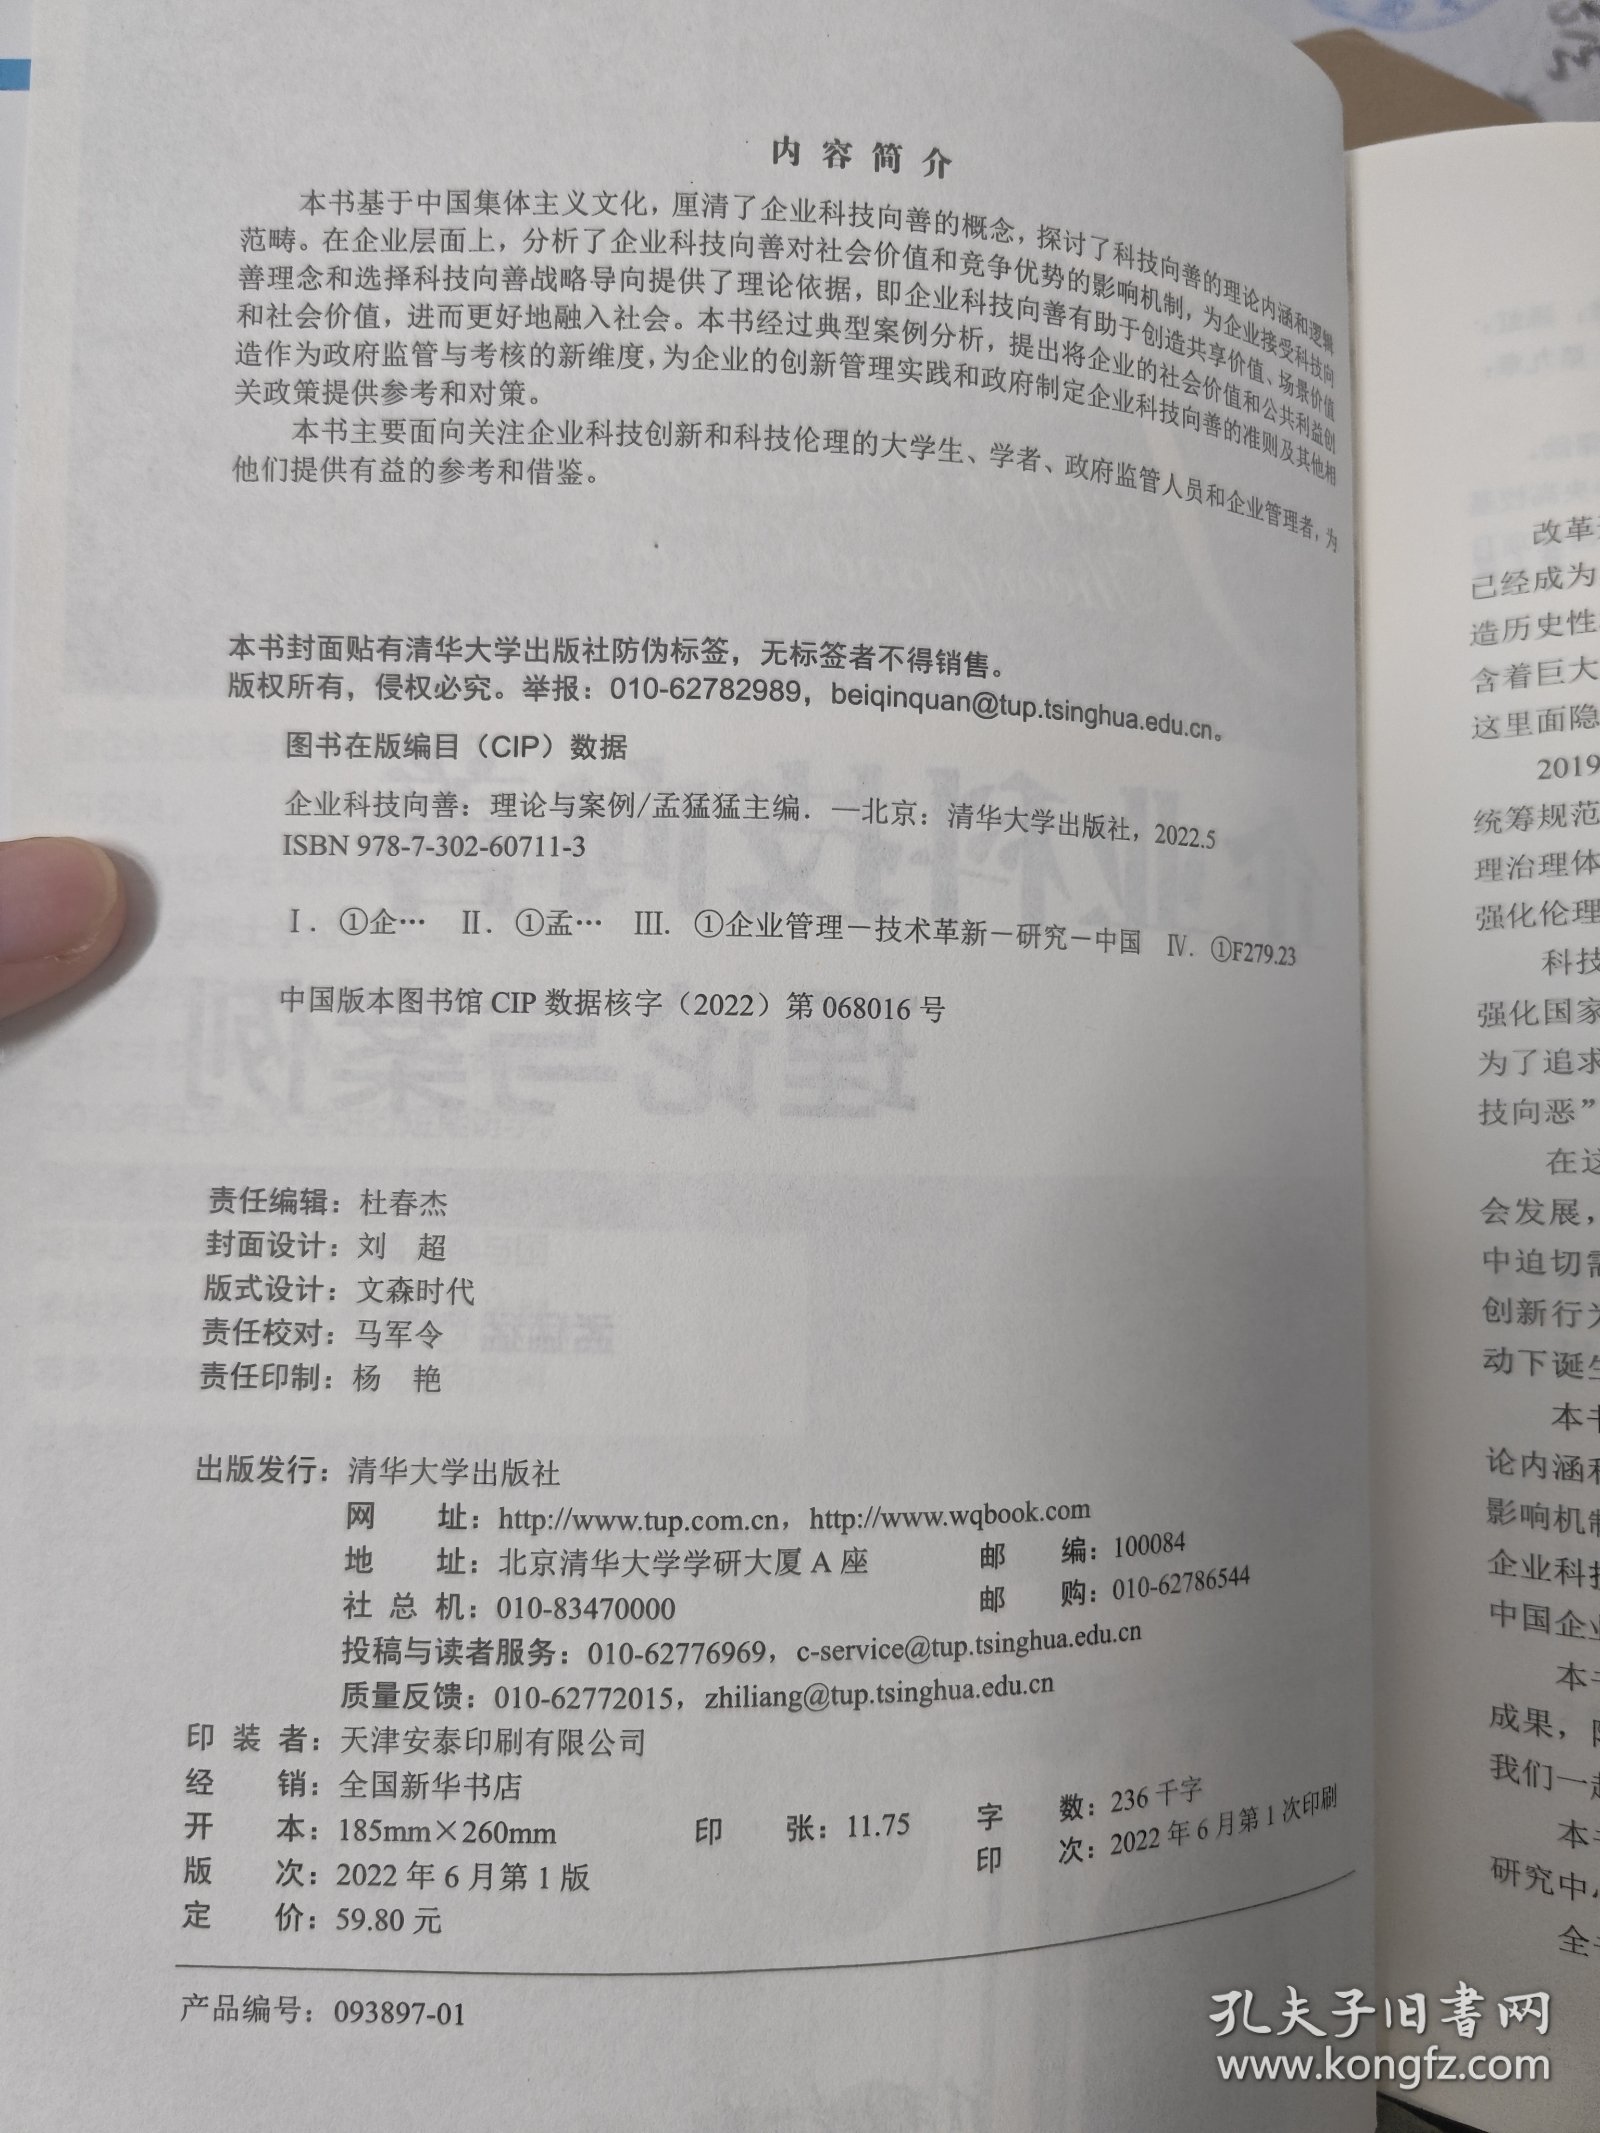 内容简介
本书基于中国集体主义文化，厘清了企业科技向善的概念，探讨了科技向善的理论内涵和逻辑
范畴。在企业层面上，分析了企业科技向善对社会价值和竞争优势的影响机制，为企业接受科技向
善理念和选择科技向善战略导向提供了理论依据，即企业科技向善有助于创造共享价值、场景价值
和社会价值，进而更好地融入社会。本书经过典型案例分析，提出将企业的社会价值和公共利益创
造作为政府监管与考核的新维度，为企业的创新管理实践和政府制定企业科技向善的准则及其他相
关政策提供参考和对策。
本书主要面向关注企业科技创新和科技伦理的大学生、学者、政府监管人员和企业管理者，为
他们提供有益的参考和借鉴。
本书封面贴有清华大学出版社防伪标签，无标签者不得销售。
版权所有，侵权必究。举报：010-62782989，beiqinquan@tup.tsinghua.edu.cn。
图书在版编目（CIP）数据
企业科技向善：理论与案例/孟猛猛主编．—北京：清华大学出版社，2022.5
ISBN 978-7-302-60711-3
Ⅰ．①企… Ⅱ．①孟… Ⅲ．①企业管理－技术革新－研究－中国 Ⅳ．①F279.23
中国版本图书馆 CIP 数据核字（2022）第 068016 号
责任编辑：杜春杰
封面设计：刘 超
版式设计：文森时代
责任校对：马军令
责任印制：杨 艳
出版发行：清华大学出版社
网 址：http://www.tup.com.cn，http://www.wqbook.com
地 址：北京清华大学学研大厦 A 座 邮 编：100084
社 总 机：010-83470000 邮 购：010-62786544
投稿与读者服务：010-62776969，c-service@tup.tsinghua.edu.cn
质量反馈：010-62772015，zhiliang@tup.tsinghua.edu.cn
印 装 者：天津安泰印刷有限公司
经 销：全国新华书店
开 本：185mm×260mm 印 张：11.75 字 数：236 千字
版 次：2022 年 6 月第 1 版 印 次：2022 年 6 月第 1 次印刷
定 价：59.80 元
产品编号：093897-01
改革
已经成为
造历史性
含着巨大
这里面隐
2019
统筹规范
理治理体
强化伦理
科技
强化国家
为了追求
技向恶”
在这
会发展，
中迫切需
创新行为
动下诞生
本书
论内涵和
影响机制
企业科技
中国企业
本书
成果，
我们一起
本书
研究中心
全书
孔夫子旧书网
www.kongfz.com